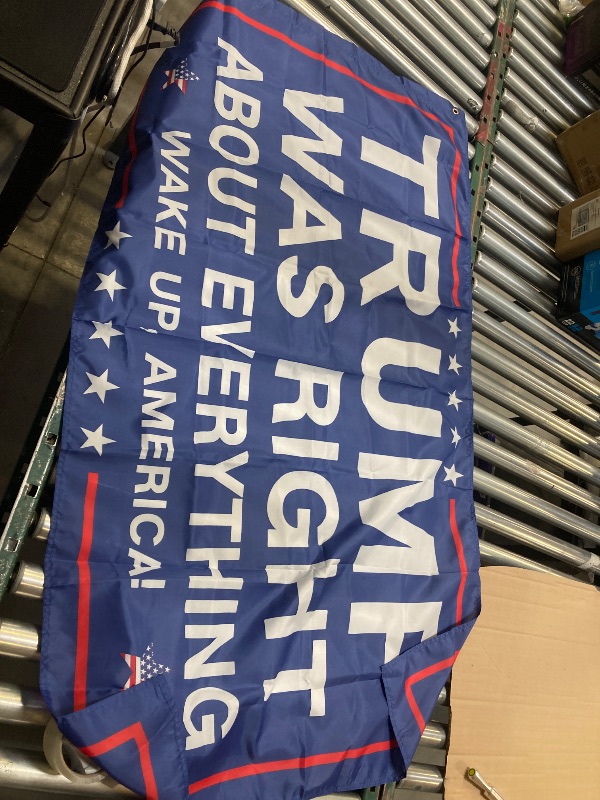 TRUMP
WAS RIGHT
ABOUT EVERYTHING
WAKE UP, AMERICA!